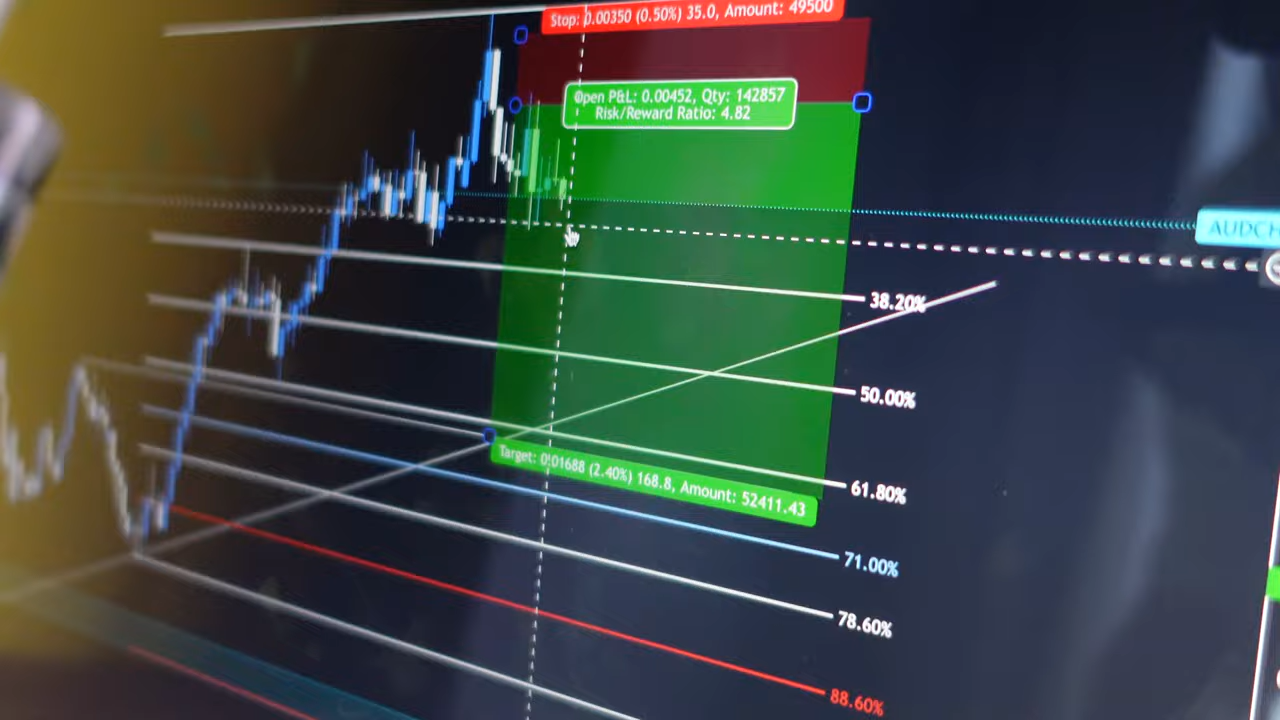 Stop: 0.00350 (0.50%) 35.0, Amount: 49500
Open P&L: 0.00452, Qty: 142857
Risk/Reward Ratio: 4.82
AUDCH
38.20%
50.00%
61.80%
Target: 0.01688 (2.40%) 168.8, Amount: 52411.43
71.00%
78.60%
88.60%